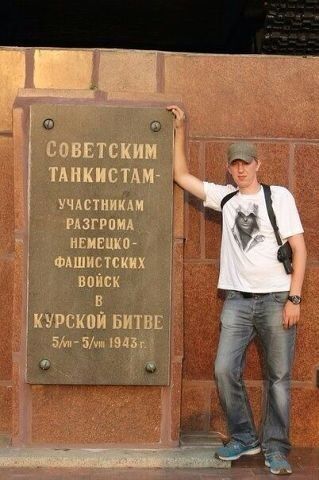 СОВЕТСКИМ
ТАНКИСТАМ-
УЧАСТНИКАМ
РАЗГРОМА
НЕМЕЦКО-
ФАШИСТСКИХ
ВОЙСК
В
КУРСКОЙ БИТВЕ
5/VII - 5/VIII 1943 г.